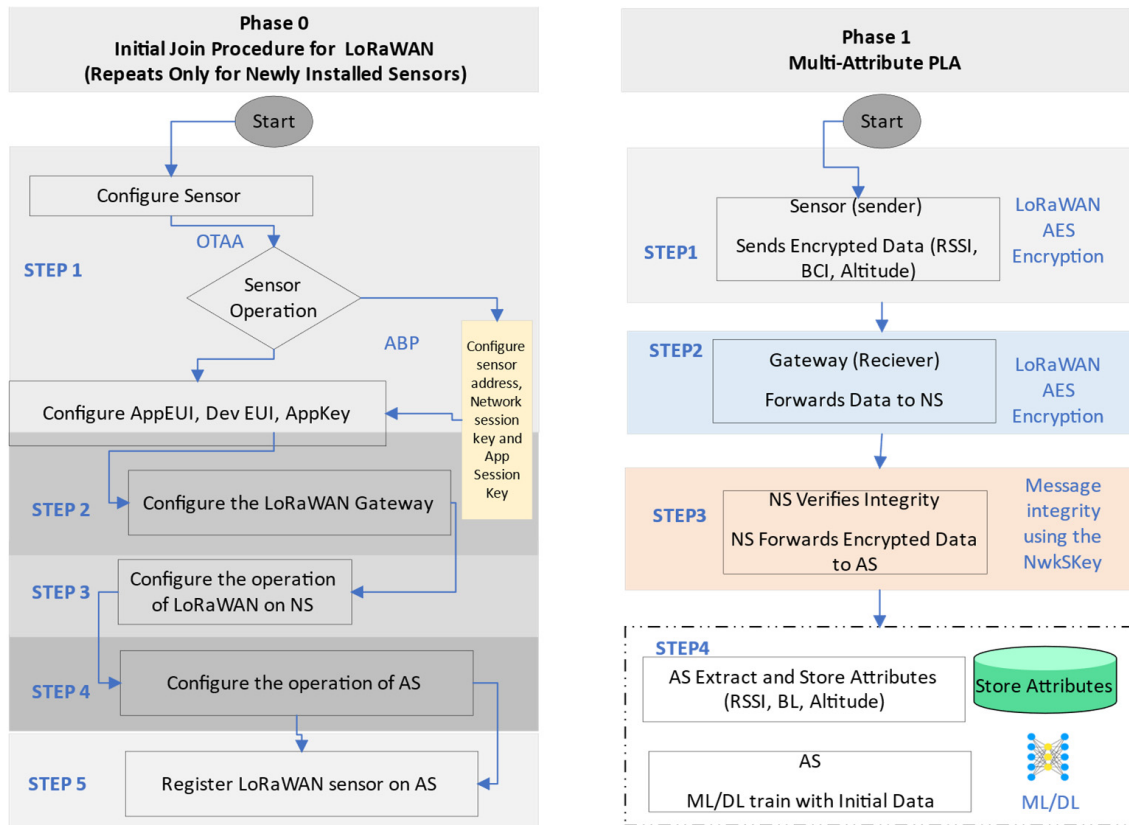 Phase 0
Initial Join Procedure for LoRaWAN
(Repeats Only for Newly Installed Sensors)
Start
Configure Sensor
OTAA
STEP 1
Sensor
Operation
ABP
Configure
sensor
address,
Network
session
key and
App
Session
Key
Configure AppEUI, Dev EUI, AppKey
STEP 2
Configure the LoRaWAN Gateway
STEP 3
Configure the operation
of LoRaWAN on NS
STEP 4
Configure the operation of AS
STEP 5
Register LoRaWAN sensor on AS
Phase 1
Multi-Attribute PLA
Start
STEP1
Sensor (sender)
Sends Encrypted Data (RSSI,
BCI, Altitude)
LoRaWAN
AES
Encryption
STEP2
Gateway (Reciever)
Forwards Data to NS
LoRaWAN
AES
Encryption
STEP3
NS Verifies Integrity
NS Forwards Encrypted Data
to AS
Message
integrity
using the
NwkSKey
STEP4
AS Extract and Store Attributes
(RSSI, BL, Altitude)
Store Attributes
AS
ML/DL train with Initial Data
ML/DL